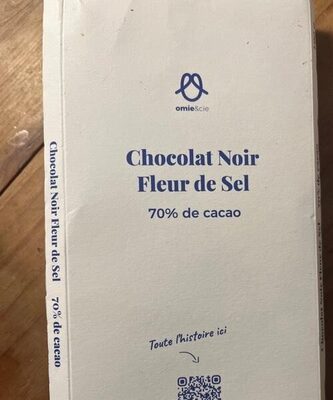 omie&cie
Chocolat Noir
Fleur de Sel
70% de cacao
Toute l'histoire ici
Chocolat Noir Fleur de Sel 70% de cacao